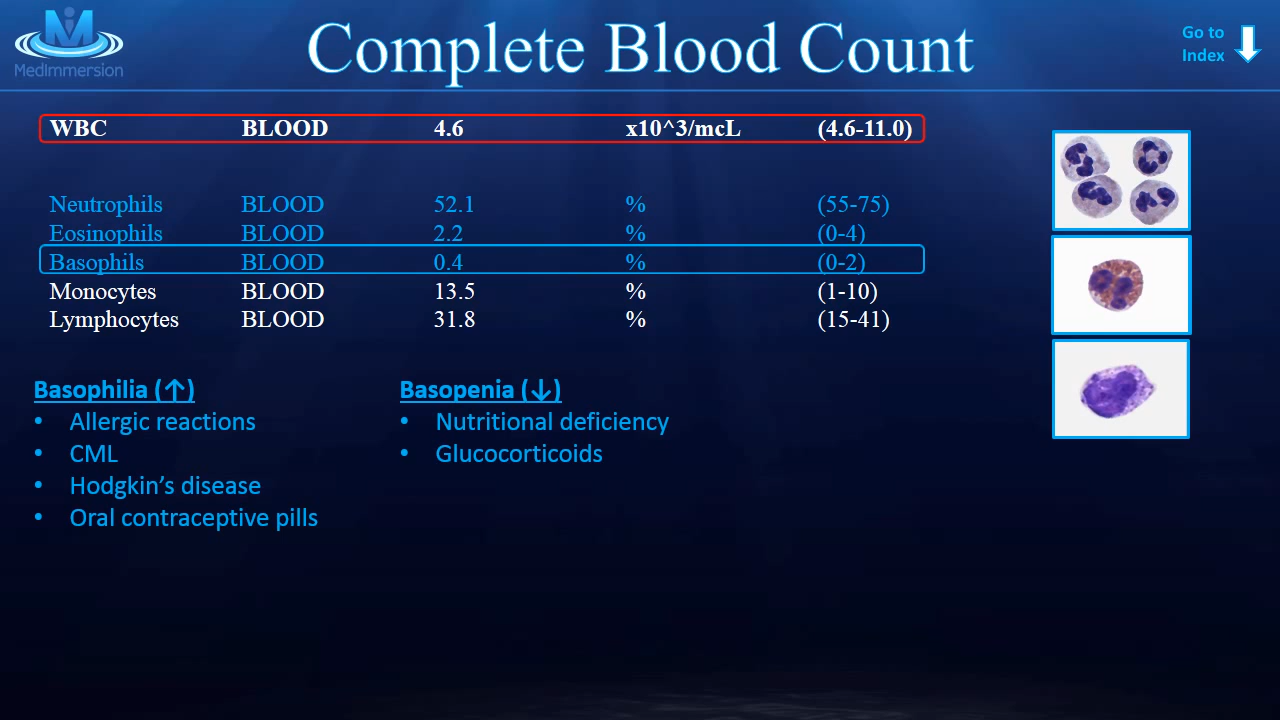 MedImmersion
Complete Blood Count
Go to
Index
WBC BLOOD 4.6 x10^3/mcL (4.6-11.0)
Neutrophils BLOOD 52.1 % (55-75)
Eosinophils BLOOD 2.2 % (0-4)
Basophils BLOOD 0.4 % (0-2)
Monocytes BLOOD 13.5 % (1-10)
Lymphocytes BLOOD 31.8 % (15-41)
Basophilia (↑)
• Allergic reactions
• CML
• Hodgkin’s disease
• Oral contraceptive pills
Basopenia (↓)
• Nutritional deficiency
• Glucocorticoids